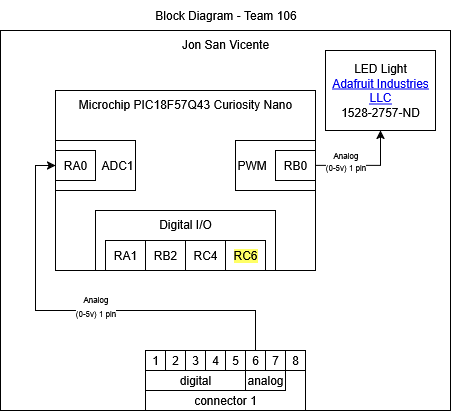 Block Diagram - Team 106
Jon San Vicente
LED Light
Adafruit Industries
LLC
1528-2757-ND
Microchip PIC18F57Q43 Curiosity Nano
RA0 ADC1
PWM RB0
Analog
(0-5v) 1 pin
Digital I/O
RA1 RB2 RC4 RC6
Analog
(0-5v) 1 pin
1 2 3 4 5 6 7 8
digital analog
connector 1